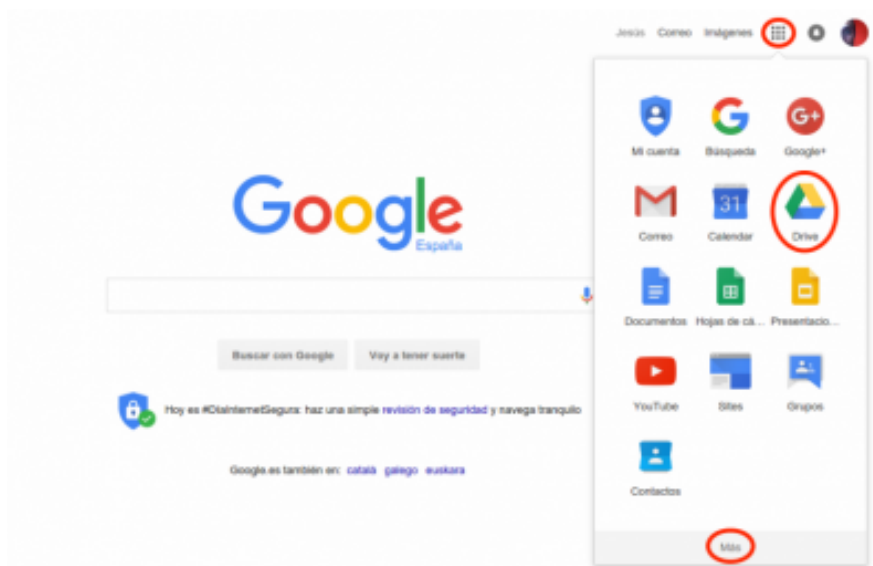 Jesús Correo Imágenes
Mi cuenta Búsqueda Google+
G+
Correo Calendar Drive
31
Google
España
Documentos Hojas de cá... Presentacio...
Buscar con Google Voy a tener suerte
YouTube Sites Grupos
Hoy es #DiaInternetSegura: haz una simple revisión de seguridad y navega tranquilo
Google.es también en: català galego euskara
Contactos
Más